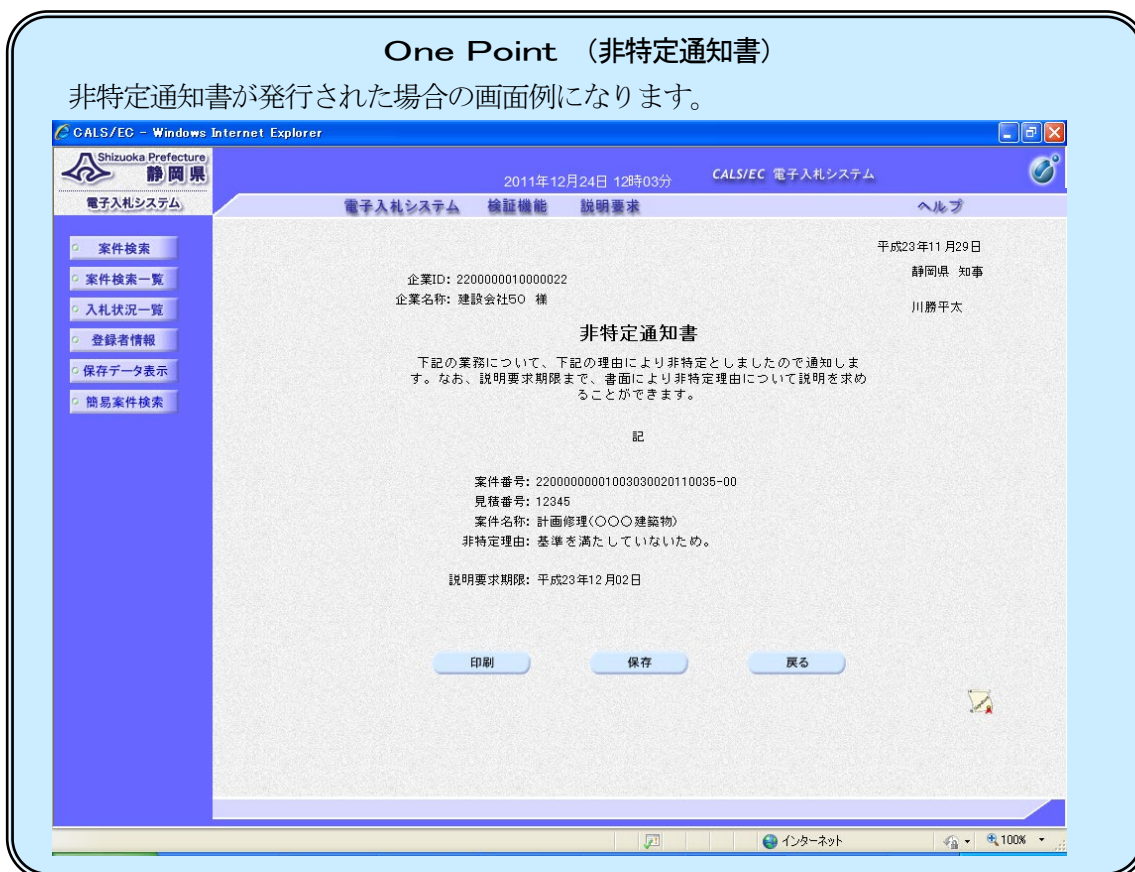 One Point （非特定通知書）
非特定通知書が発行された場合の画面例になります。
CALS/EC - Windows Internet Explorer
Shizuoka Prefecture
静岡県
電子入札システム
2011年12月24日 12時03分
CALS/EC 電子入札システム
電子入札システム 検証機能 説明要求 ヘルプ
案件検索
案件検索一覧
入札状況一覧
登録者情報
保存データ表示
簡易案件検索
平成23年11月29日
静岡県 知事
川勝平太
企業ID: 2200000010000022
企業名称: 建設会社50 様
非特定通知書
下記の業務について、下記の理由により非特定としましたので通知しま
す。なお、説明要求期限まで、書面により非特定理由について説明を求め
ることができます。
記
案件番号: 22000000001003030020110035-00
見積番号: 12345
案件名称: 計画修理(○○○建築物)
非特定理由: 基準を満たしていないため。
説明要求期限: 平成23年12月02日
印刷 保存 戻る
インターネット
100%